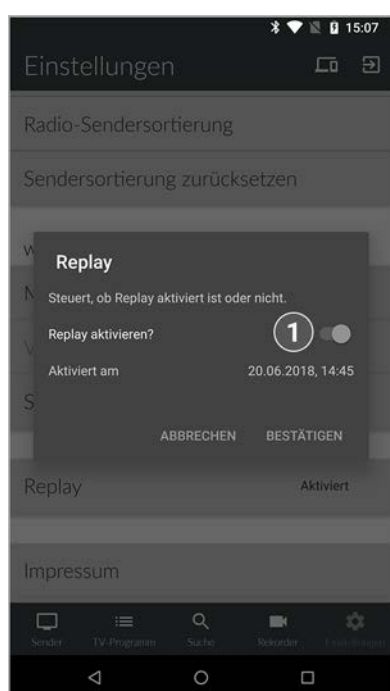 15:07
Einstellungen
Radio-Sendersortierung
Sendersortierung zurücksetzen
Replay
Steuert, ob Replay aktiviert ist oder nicht.
Replay aktivieren? 1
Aktiviert am 20.06.2018, 14:45
ABBRECHEN BESTÄTIGEN
Replay Aktiviert
Impressum
Sender TV-Programm Suche Rekorder Einstellungen